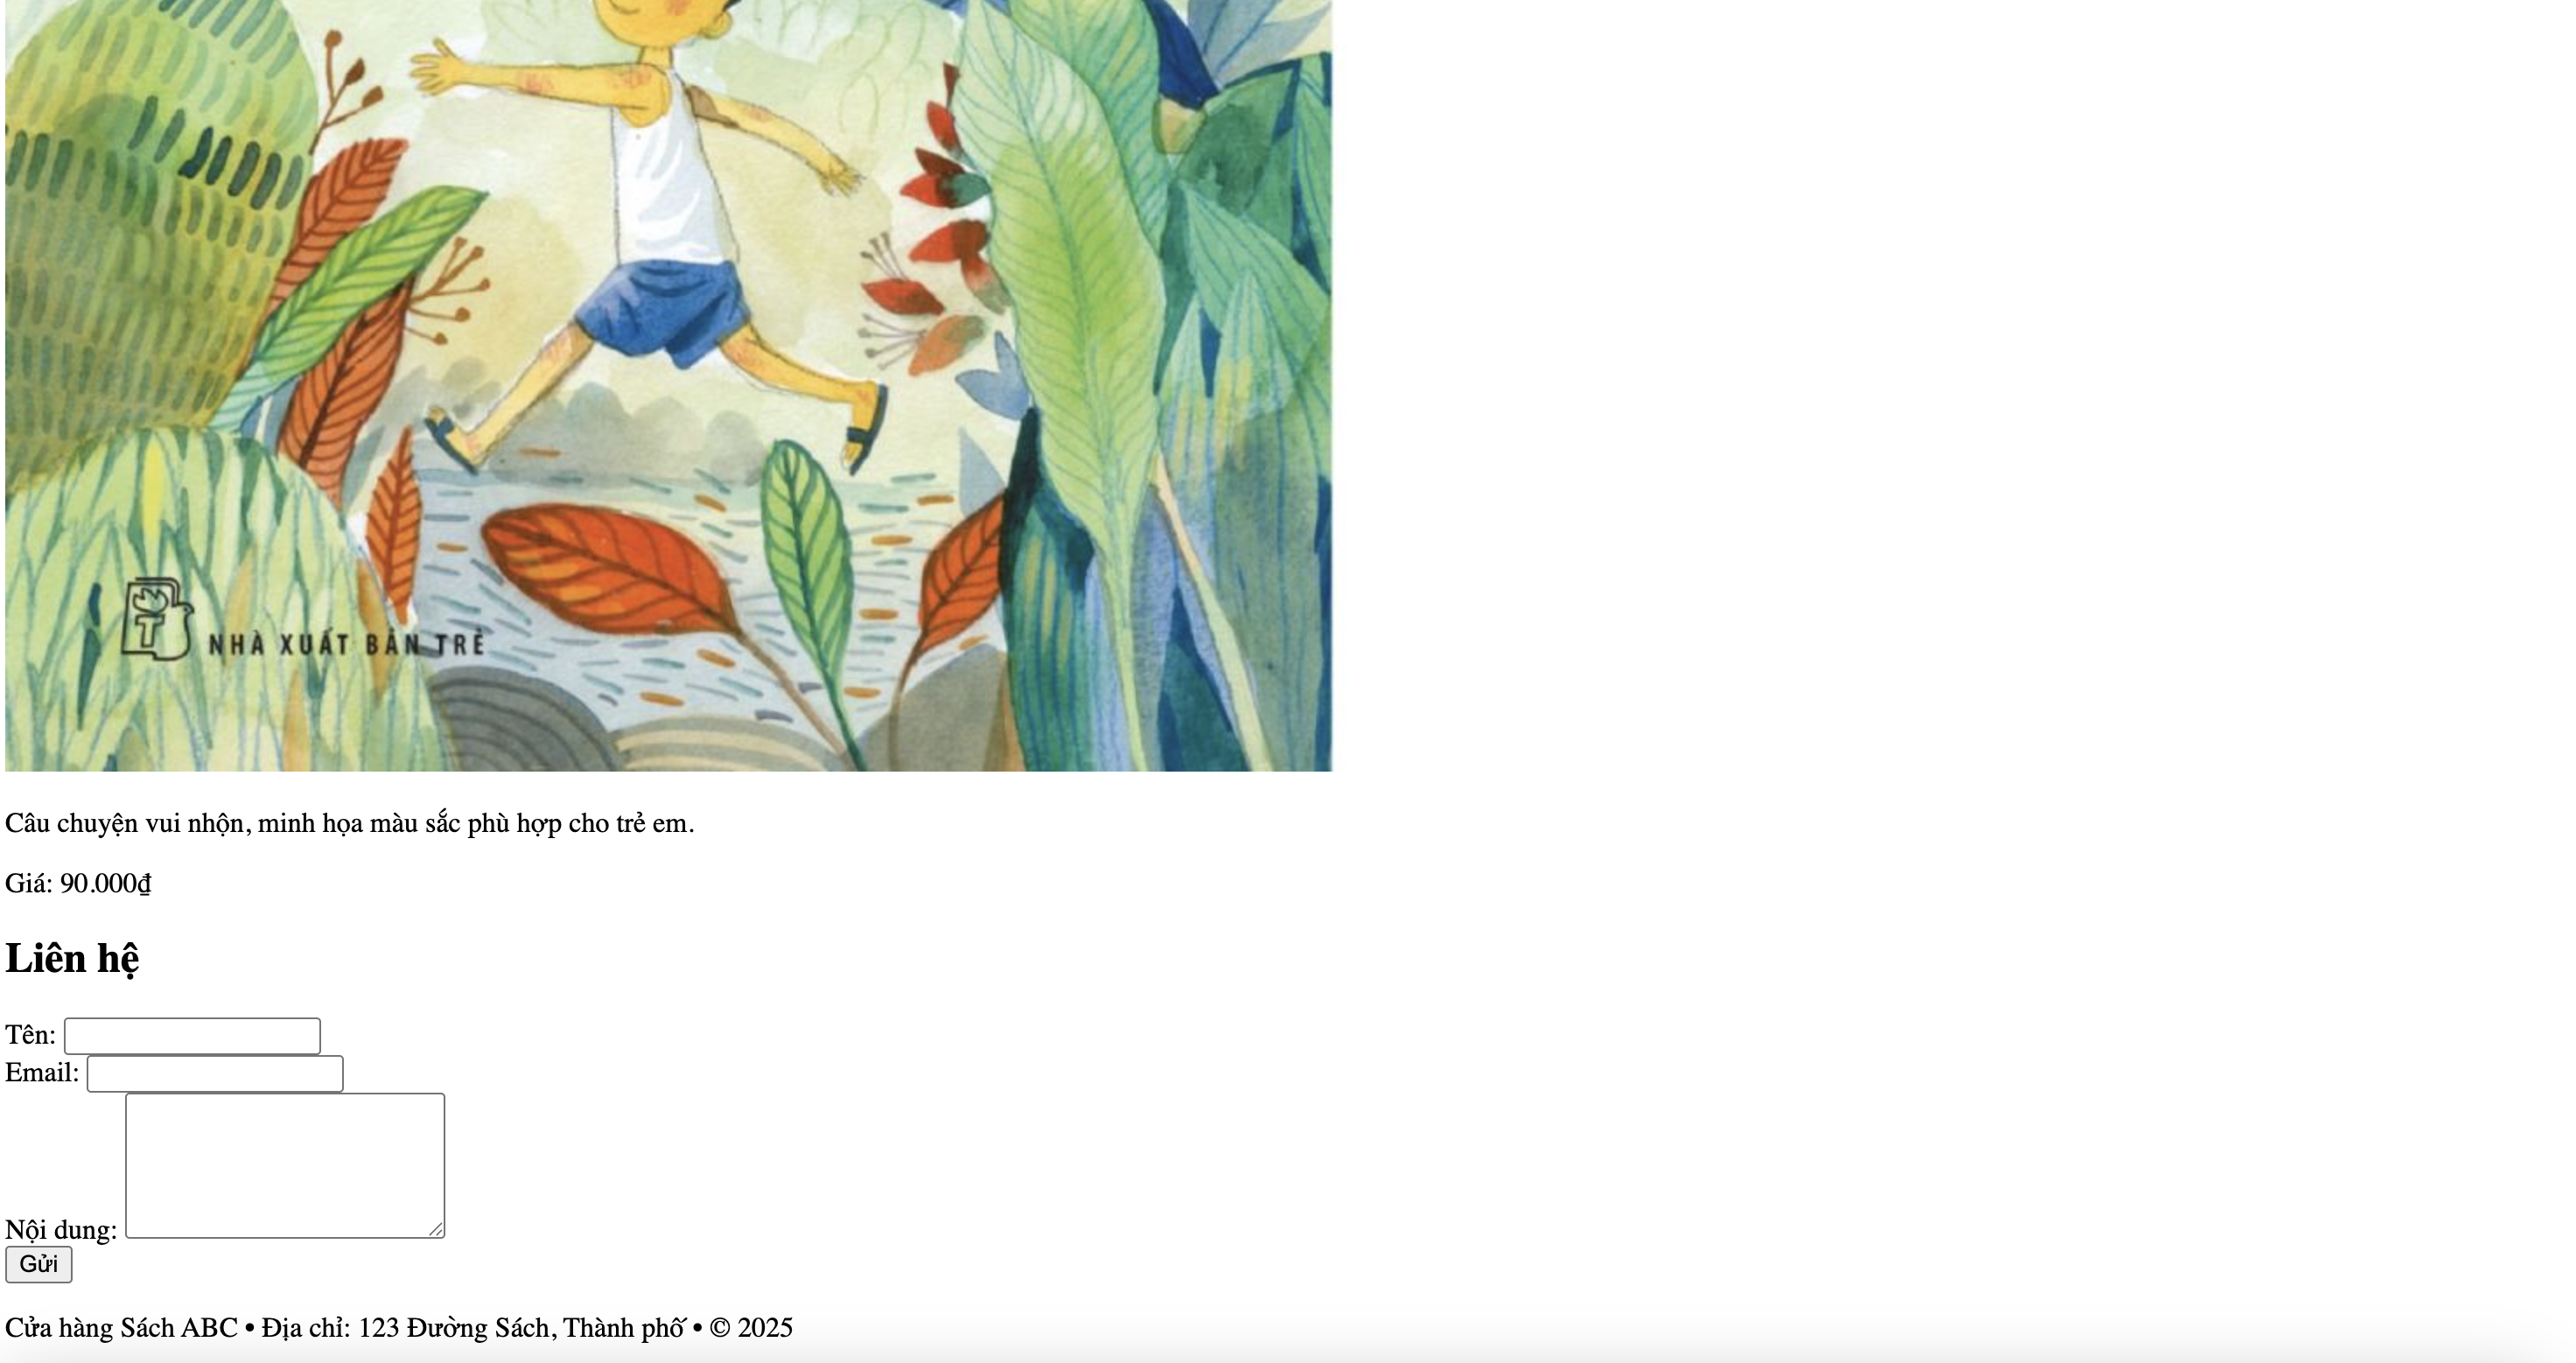 NHÀ XUẤT BẢN TRẺ
Câu chuyện vui nhộn, minh họa màu sắc phù hợp cho trẻ em.
Giá: 90.000₫
Liên hệ
Tên:
Email:
Nội dung:
Gửi
Cửa hàng Sách ABC • Địa chỉ: 123 Đường Sách, Thành phố • © 2025